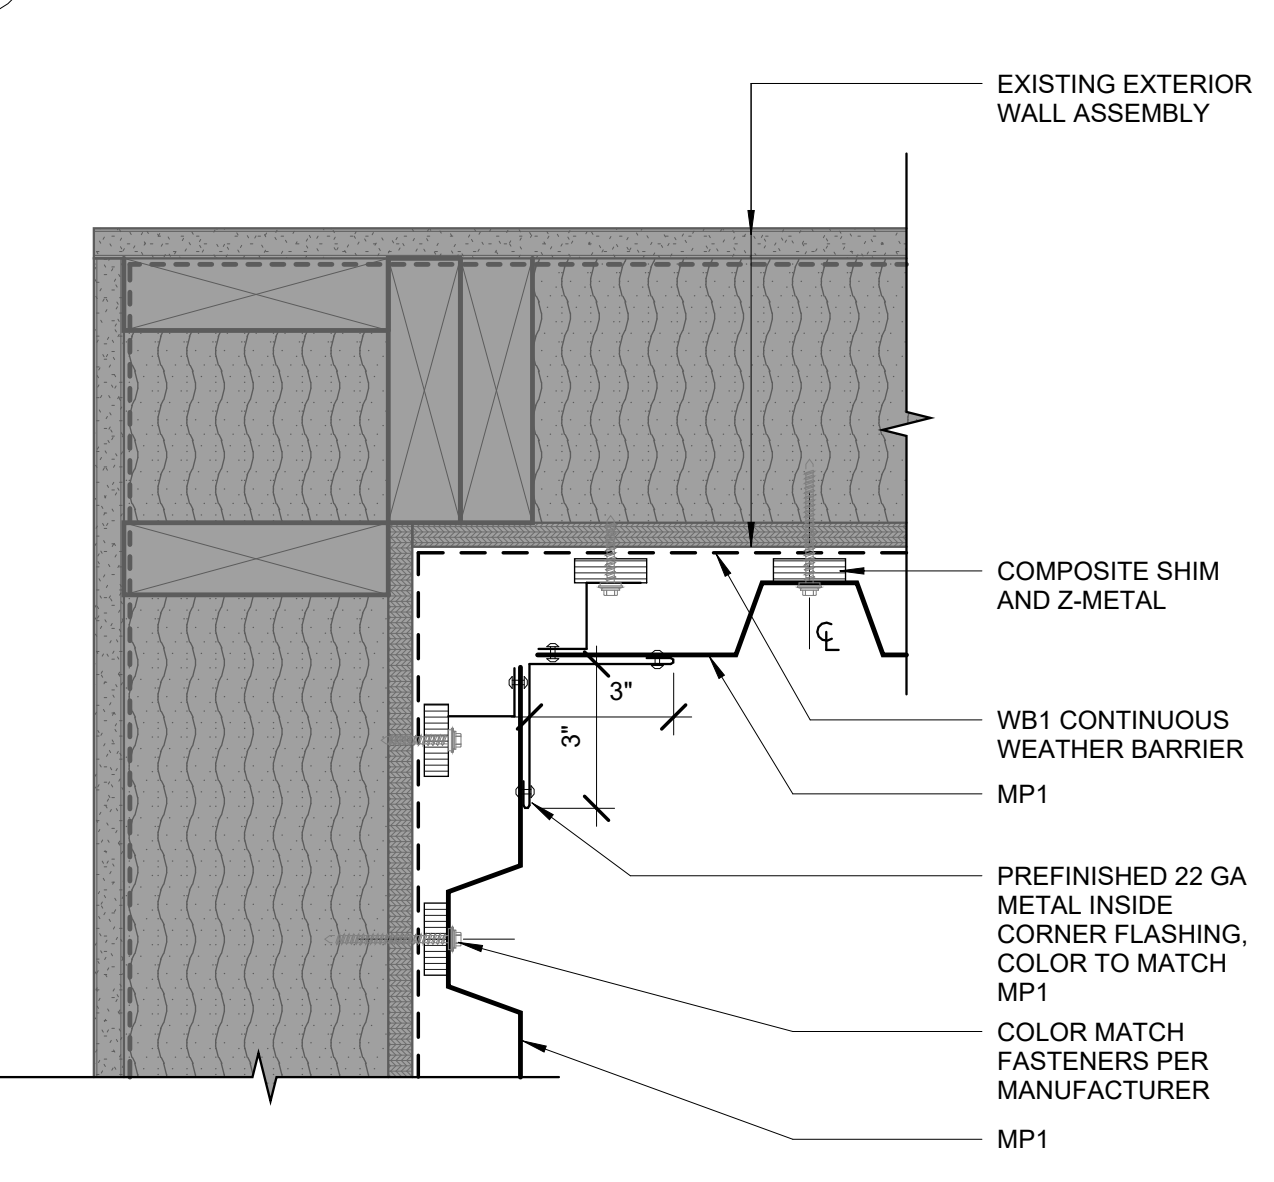 EXISTING EXTERIOR
WALL ASSEMBLY
COMPOSITE SHIM
AND Z-METAL
℄
3"
3"
WB1 CONTINUOUS
WEATHER BARRIER
MP1
PREFINISHED 22 GA
METAL INSIDE
CORNER FLASHING,
COLOR TO MATCH
MP1
COLOR MATCH
FASTENERS PER
MANUFACTURER
MP1